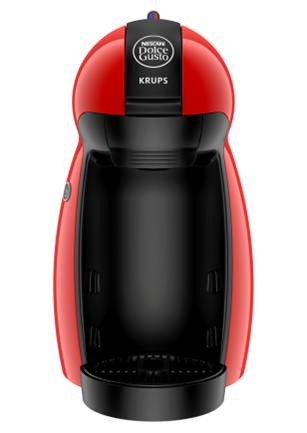 NESCAFÉ
Dolce
Gusto
KRUPS